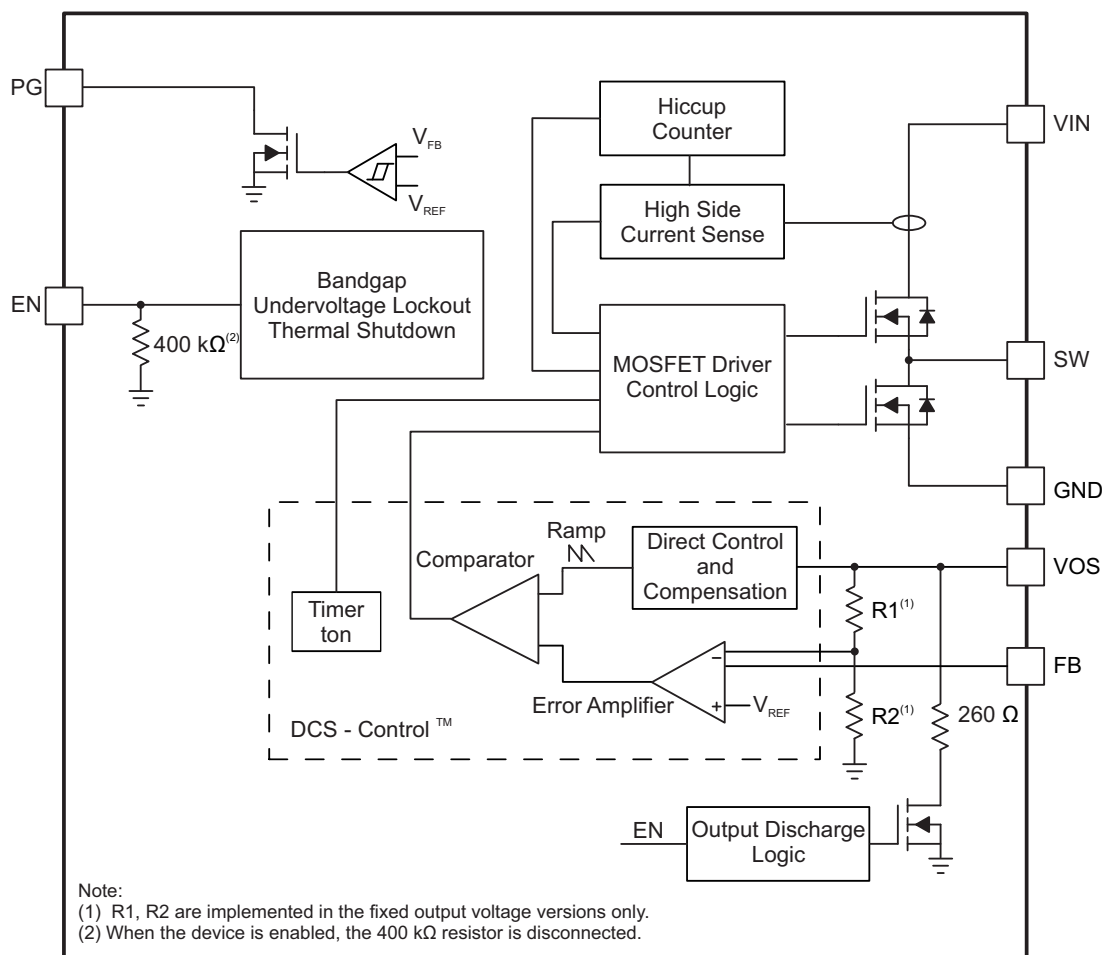 PG
Hiccup
Counter
VIN
V_FB
V_REF
High Side
Current Sense
EN
Bandgap
Undervoltage Lockout
Thermal Shutdown
400 kΩ(2)
MOSFET Driver
Control Logic
SW
GND
Ramp
Direct Control
and
Compensation
VOS
Comparator
R1(1)
Timer
ton
FB
–
Error Amplifier
+
V_REF
R2(1)
260 Ω
DCS - Control ™
EN
Output Discharge
Logic
Note:
(1) R1, R2 are implemented in the fixed output voltage versions only.
(2) When the device is enabled, the 400 kΩ resistor is disconnected.